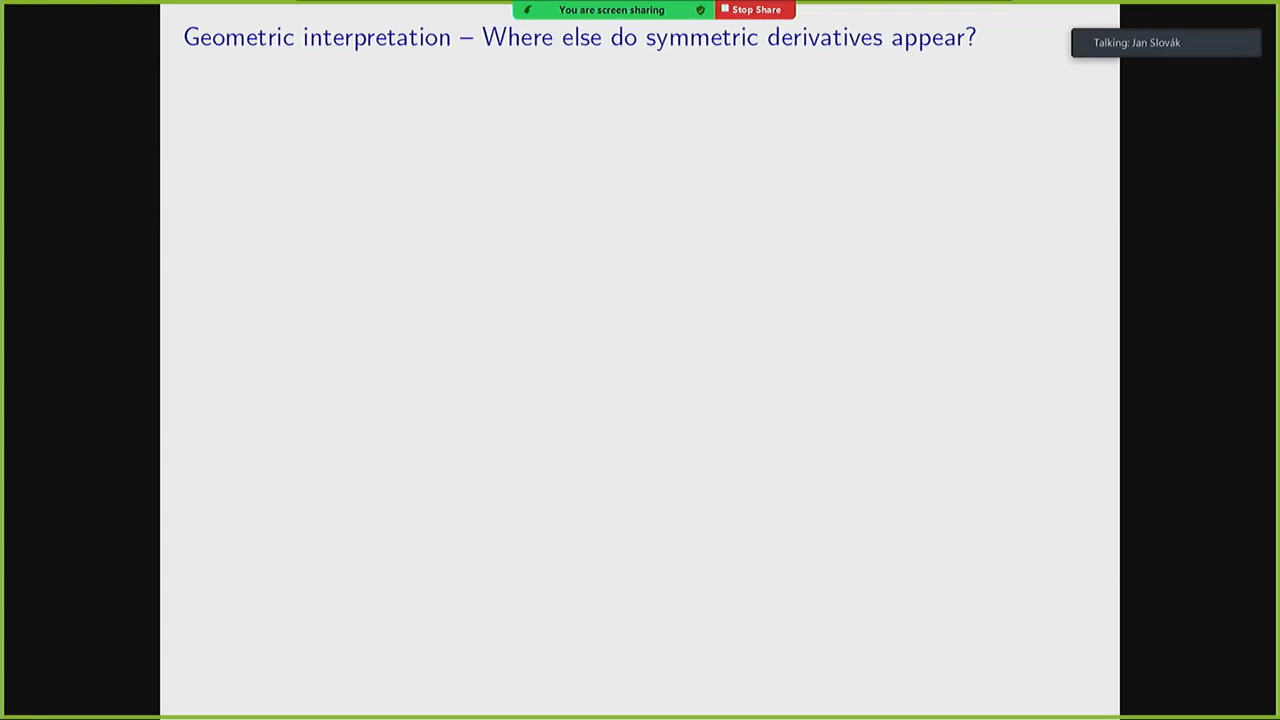 You are screen sharing
Stop Share
Geometric interpretation – Where else do symmetric derivatives appear?
Talking: Jan Slovák